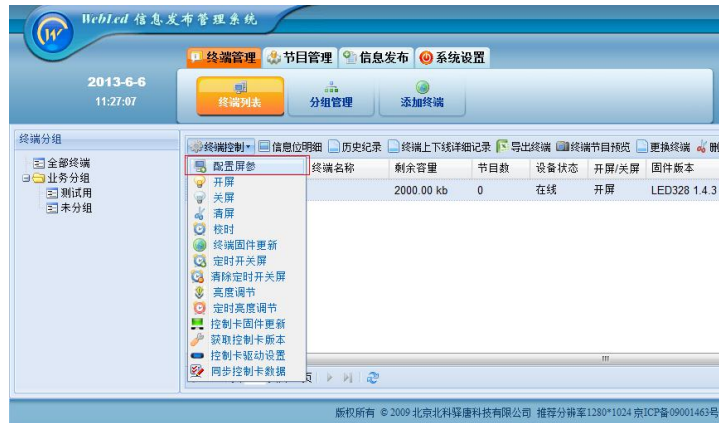 WebLed 信息发布管理系统
终端管理 节目管理 信息发布 系统设置
2013-6-6
11:27:07
终端列表 分组管理 添加终端
终端分组
终端控制 信息位明细 历史纪录 终端上下线详细记录 导出终端 终端节目预览 更换终端 删
全部终端
业务分组
测试用
未分组
终端名称 剩余容量 节目数 设备状态 开屏/关屏 固件版本
2000.00 kb 0 在线 开屏 LED328 1.4.3
配置屏参
开屏
关屏
清屏
校时
终端固件更新
定时开关屏
清除定时开关屏
亮度调节
定时亮度调节
控制卡固件更新
获取控制卡版本
控制卡驱动设置
同步控制卡数据
页
版权所有 © 2009 北京北科驿唐科技有限公司 推荐分辨率1280*1024 京ICP备09001463号